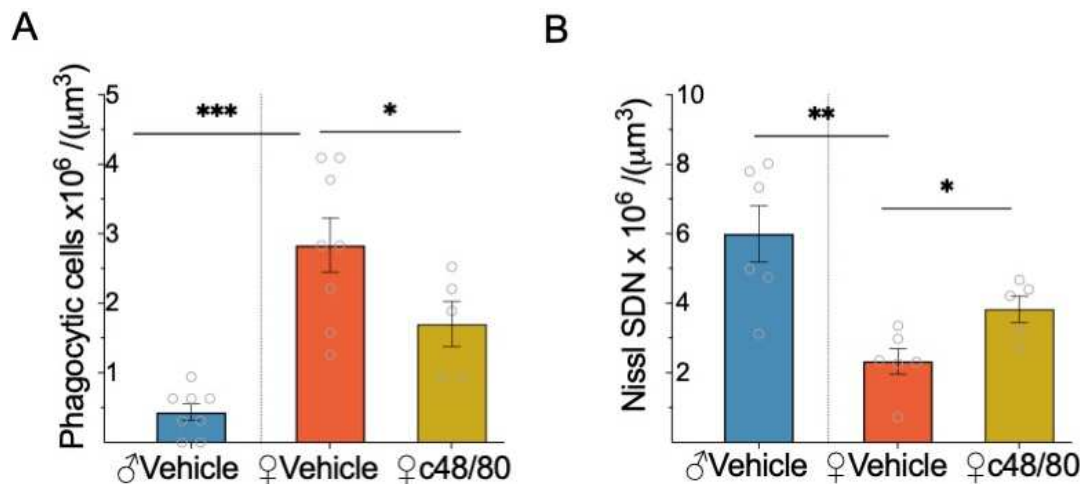 A
Phagocytic cells x10⁶ /(μm³)
5
4
3
2
1
***
*
♂Vehicle ♀Vehicle ♀c48/80
B
Nissl SDN x 10⁶ /(μm³)
10
8
6
4
2
**
*
♂Vehicle ♀Vehicle ♀c48/80